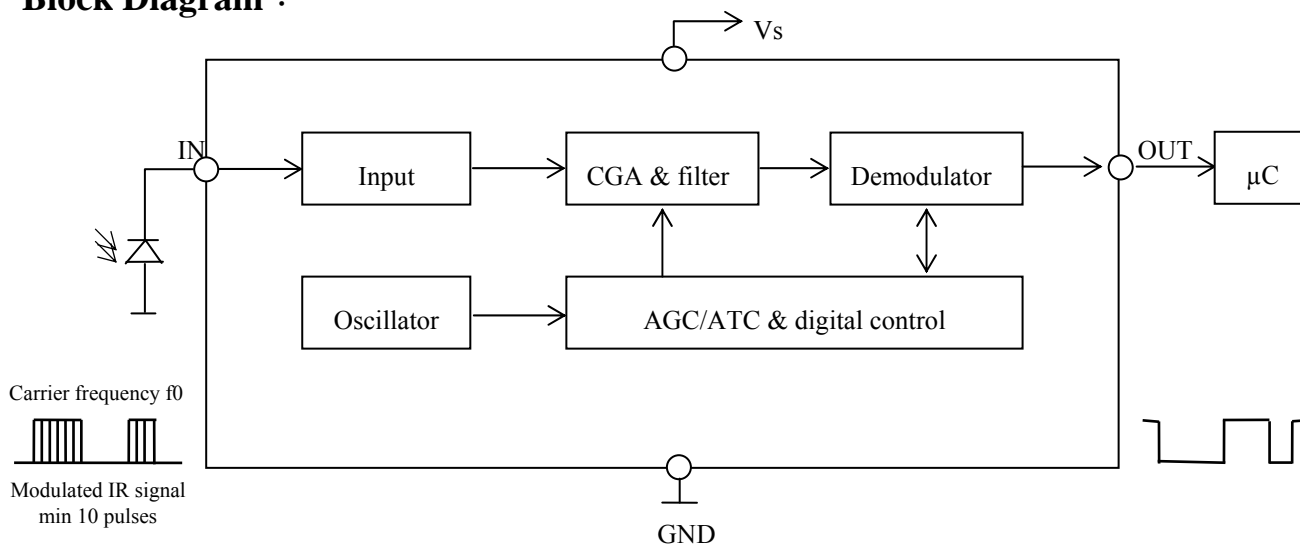 Block Diagram :
Vs
IN
Input
CGA & filter
Demodulator
OUT
µC
Oscillator
AGC/ATC & digital control
Carrier frequency f0
Modulated IR signal
min 10 pulses
GND